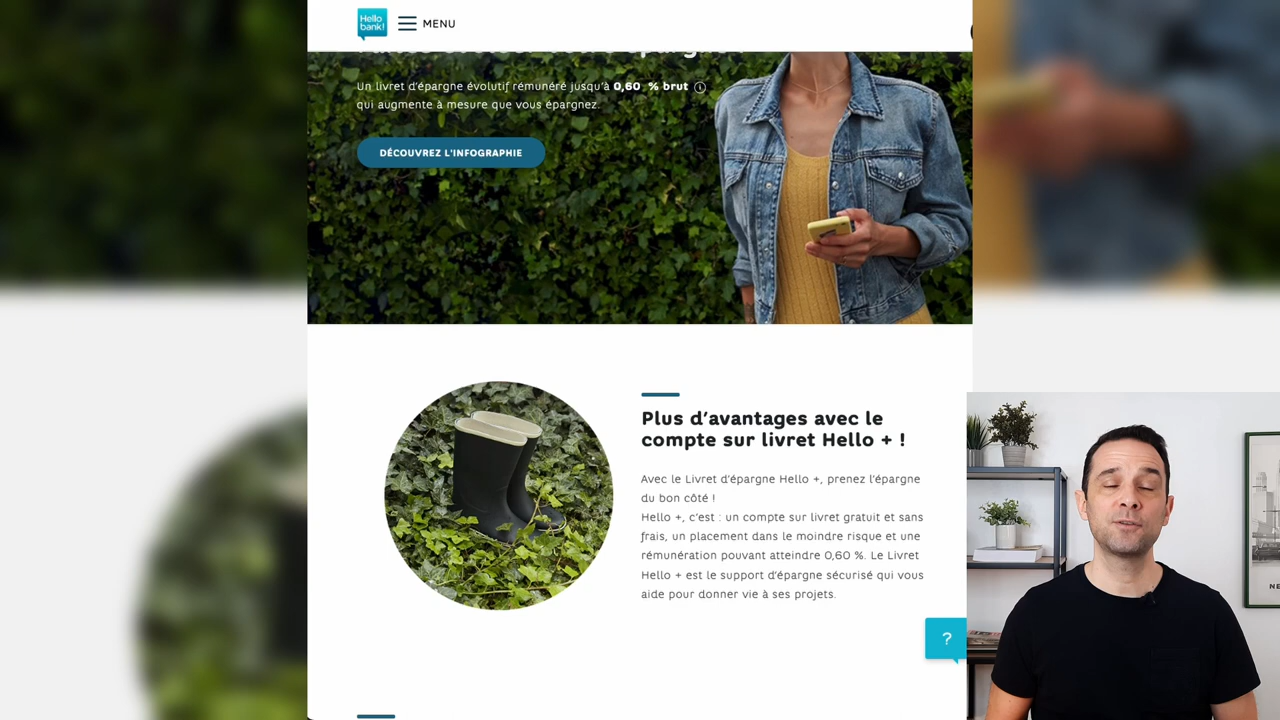 Hello
bank!
MENU
Un livret d'épargne évolutif rémunéré jusqu'à 0,60 % brut
qui augmente à mesure que vous épargnez.
DÉCOUVREZ L'INFOGRAPHIE
Plus d'avantages avec le
compte sur livret Hello + !
Avec le Livret d'épargne Hello +, prenez l'épargne
du bon côté !
Hello +, c'est : un compte sur livret gratuit et sans
frais, un placement dans le moindre risque et une
rémunération pouvant atteindre 0,60 %. Le Livret
Hello + est le support d'épargne sécurisé qui vous
aide pour donner vie à ses projets.
?
NE